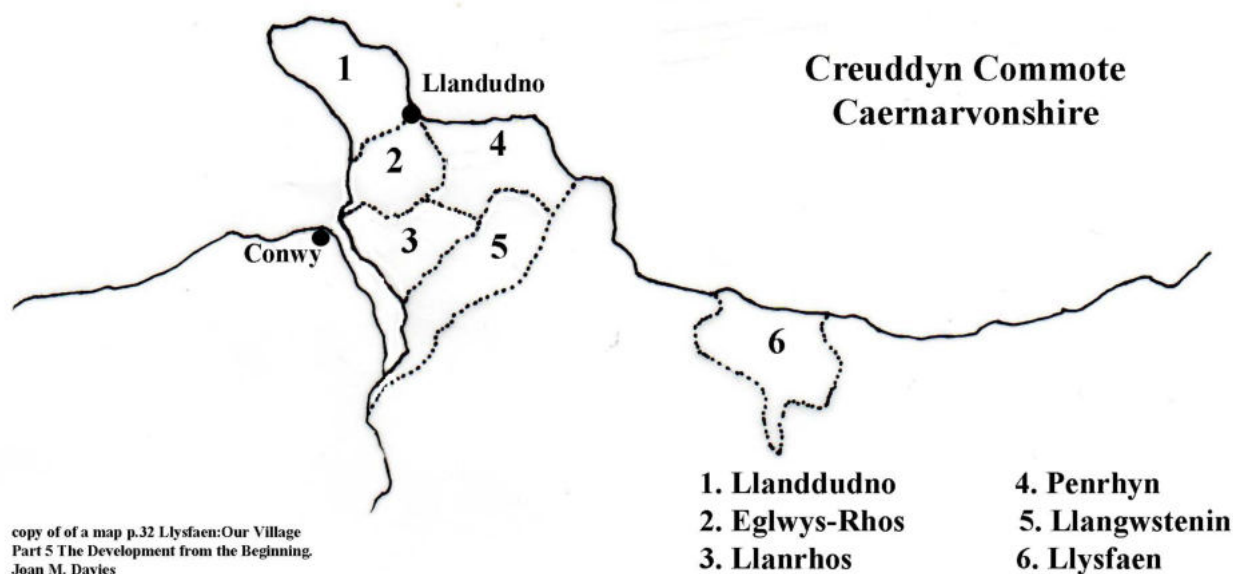 Creuddyn Commote
Caernarvonshire
1
Llandudno
2
4
3
5
Conwy
6
1. Llanddudno
2. Eglwys-Rhos
3. Llanrhos
4. Penrhyn
5. Llangwstenin
6. Llysfaen
copy of of a map p.32 Llysfaen:Our Village
Part 5 The Development from the Beginning.
Joan M. Davies